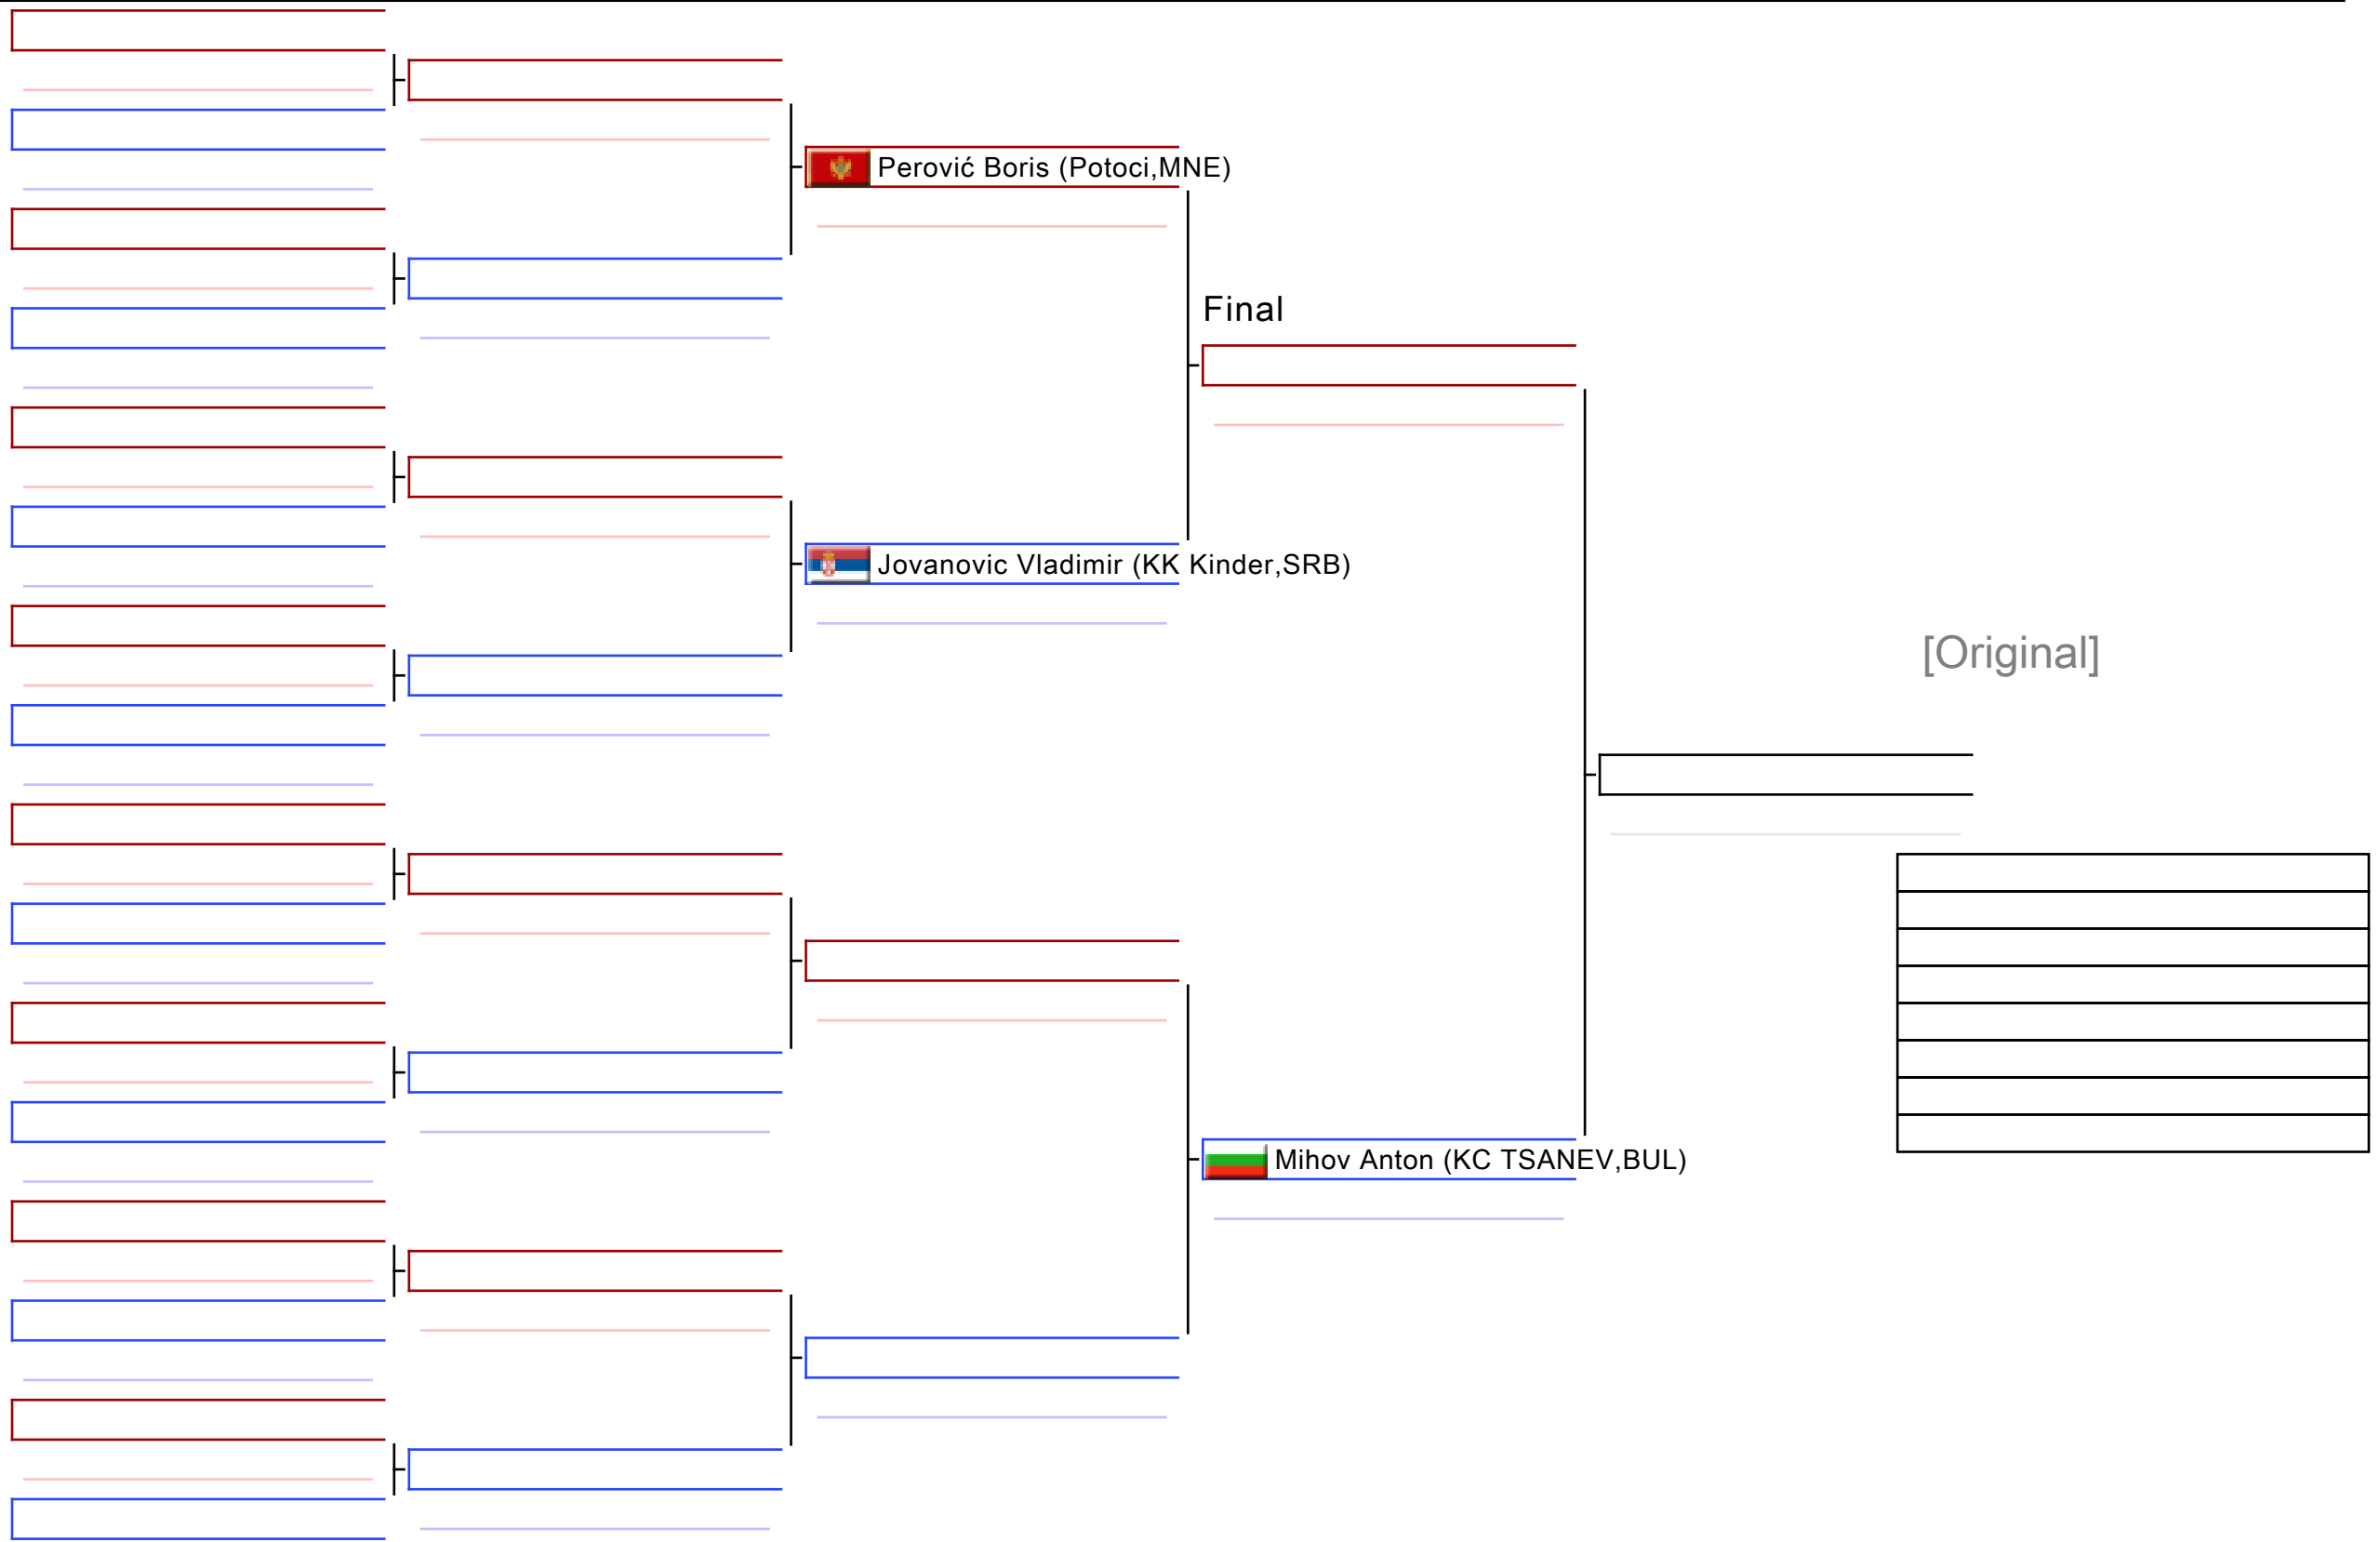 Perović Boris (Potoci,MNE)
Final
Jovanovic Vladimir (KK Kinder,SRB)
[Original]
Mihov Anton (KC TSANEV,BUL)